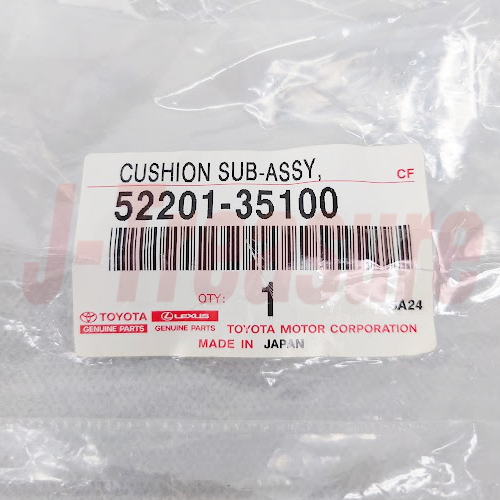 CUSHION SUB-ASSY,
CF
52201-35100
J-Treasure
QTY: 1
TOYOTA LEXUS
GENUINE PARTS GENUINE PARTS TOYOTA MOTOR CORPORATION
MADE IN JAPAN